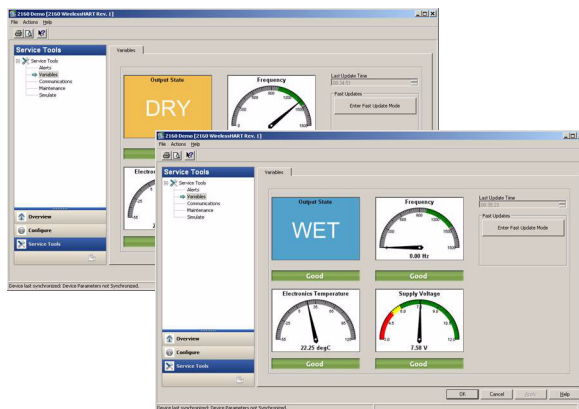 2160 Demo [2160 WirelessHART Rev. 1]
File Actions Help
Service Tools
Service Tools
Alerts
Variables
Communications
Maintenance
Simulate
Overview
Configure
Service Tools
Variables
Output State
DRY
Frequency
Last Update Time
Fast Updates
Enter Fast Update Mode
Device last synchronized: Device Parameters not Synchronized.
2160 Demo [2160 WirelessHART Rev. 1]
File Actions Help
Service Tools
Service Tools
Alerts
Variables
Communications
Maintenance
Simulate
Overview
Configure
Service Tools
Variables
Output State
WET
Good
Frequency
0.00 Hz
Good
Last Update Time
Fast Updates
Enter Fast Update Mode
Electronics Temperature
22.25 degC
Good
Supply Voltage
7.58 V
Good
OK Cancel Apply Help
Device last synchronized: Device Parameters not Synchronized.